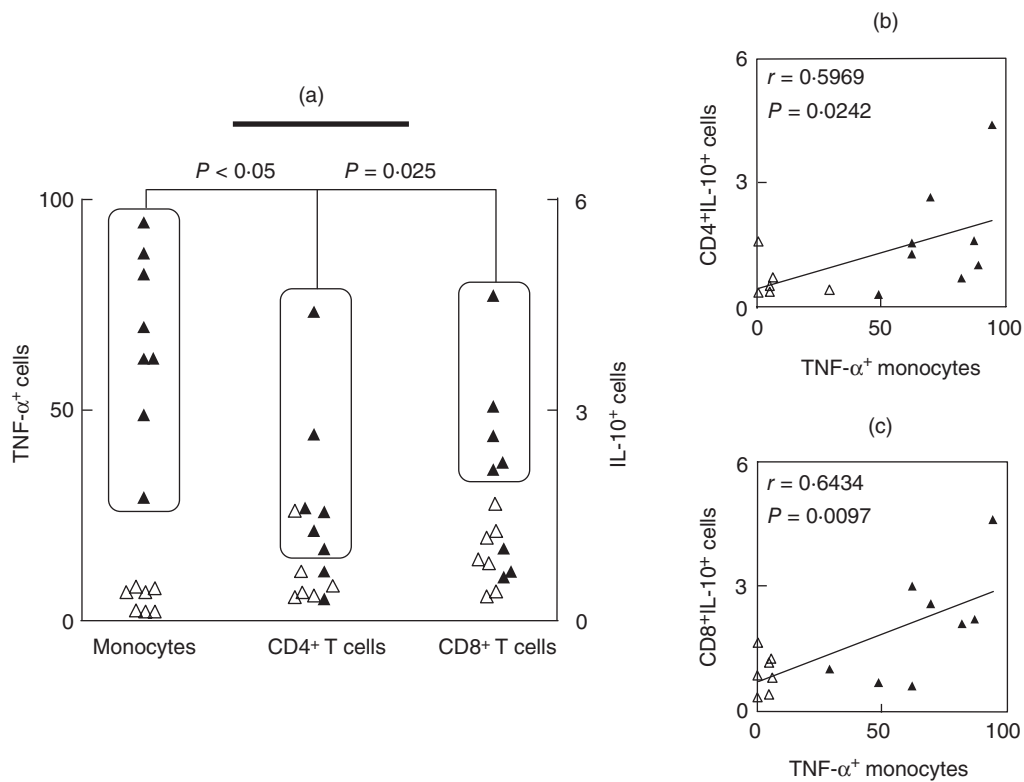 (a)
P < 0·05
P = 0·025
100
50
0
TNF-α+ cells
6
3
0
IL-10+ cells
Monocytes
CD4+ T cells
CD8+ T cells
(b)
r = 0·5969
P = 0·0242
6
3
0
CD4+IL-10+ cells
0
50
100
TNF-α+ monocytes
(c)
r = 0·6434
P = 0·0097
6
3
0
CD8+IL-10+ cells
0
50
100
TNF-α+ monocytes